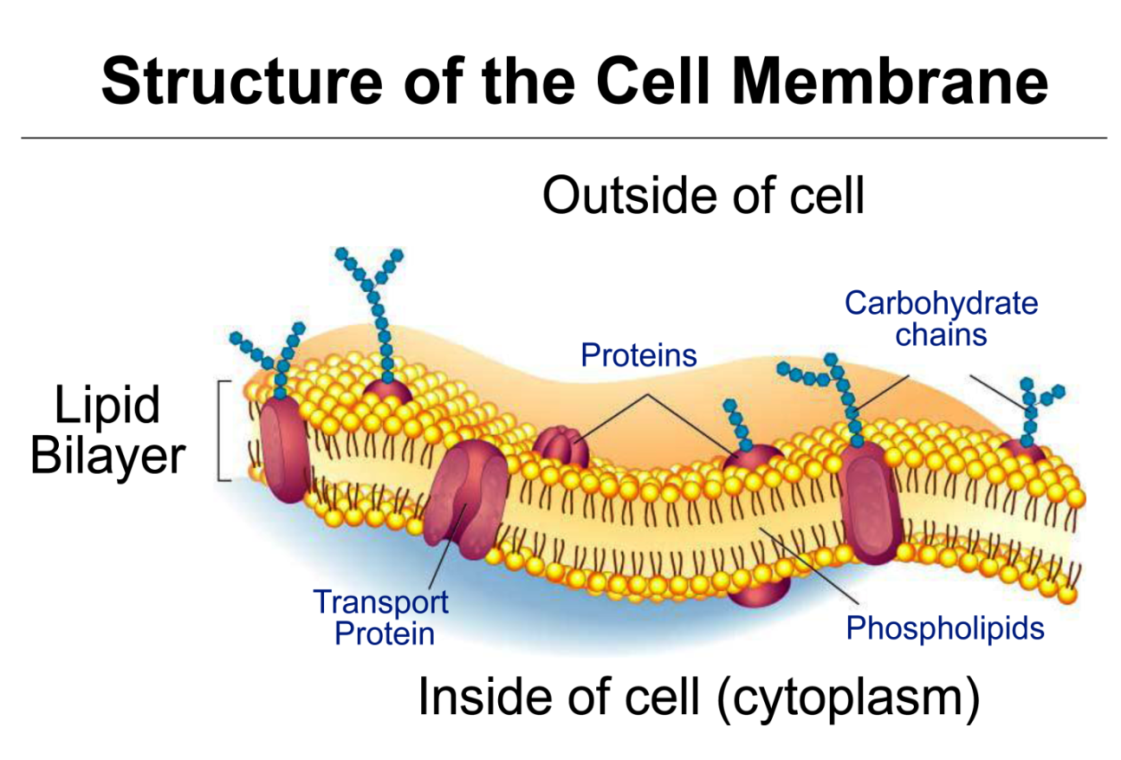 Structure of the Cell Membrane
Outside of cell
Carbohydrate
chains
Proteins
Lipid
Bilayer
Transport
Protein
Phospholipids
Inside of cell (cytoplasm)